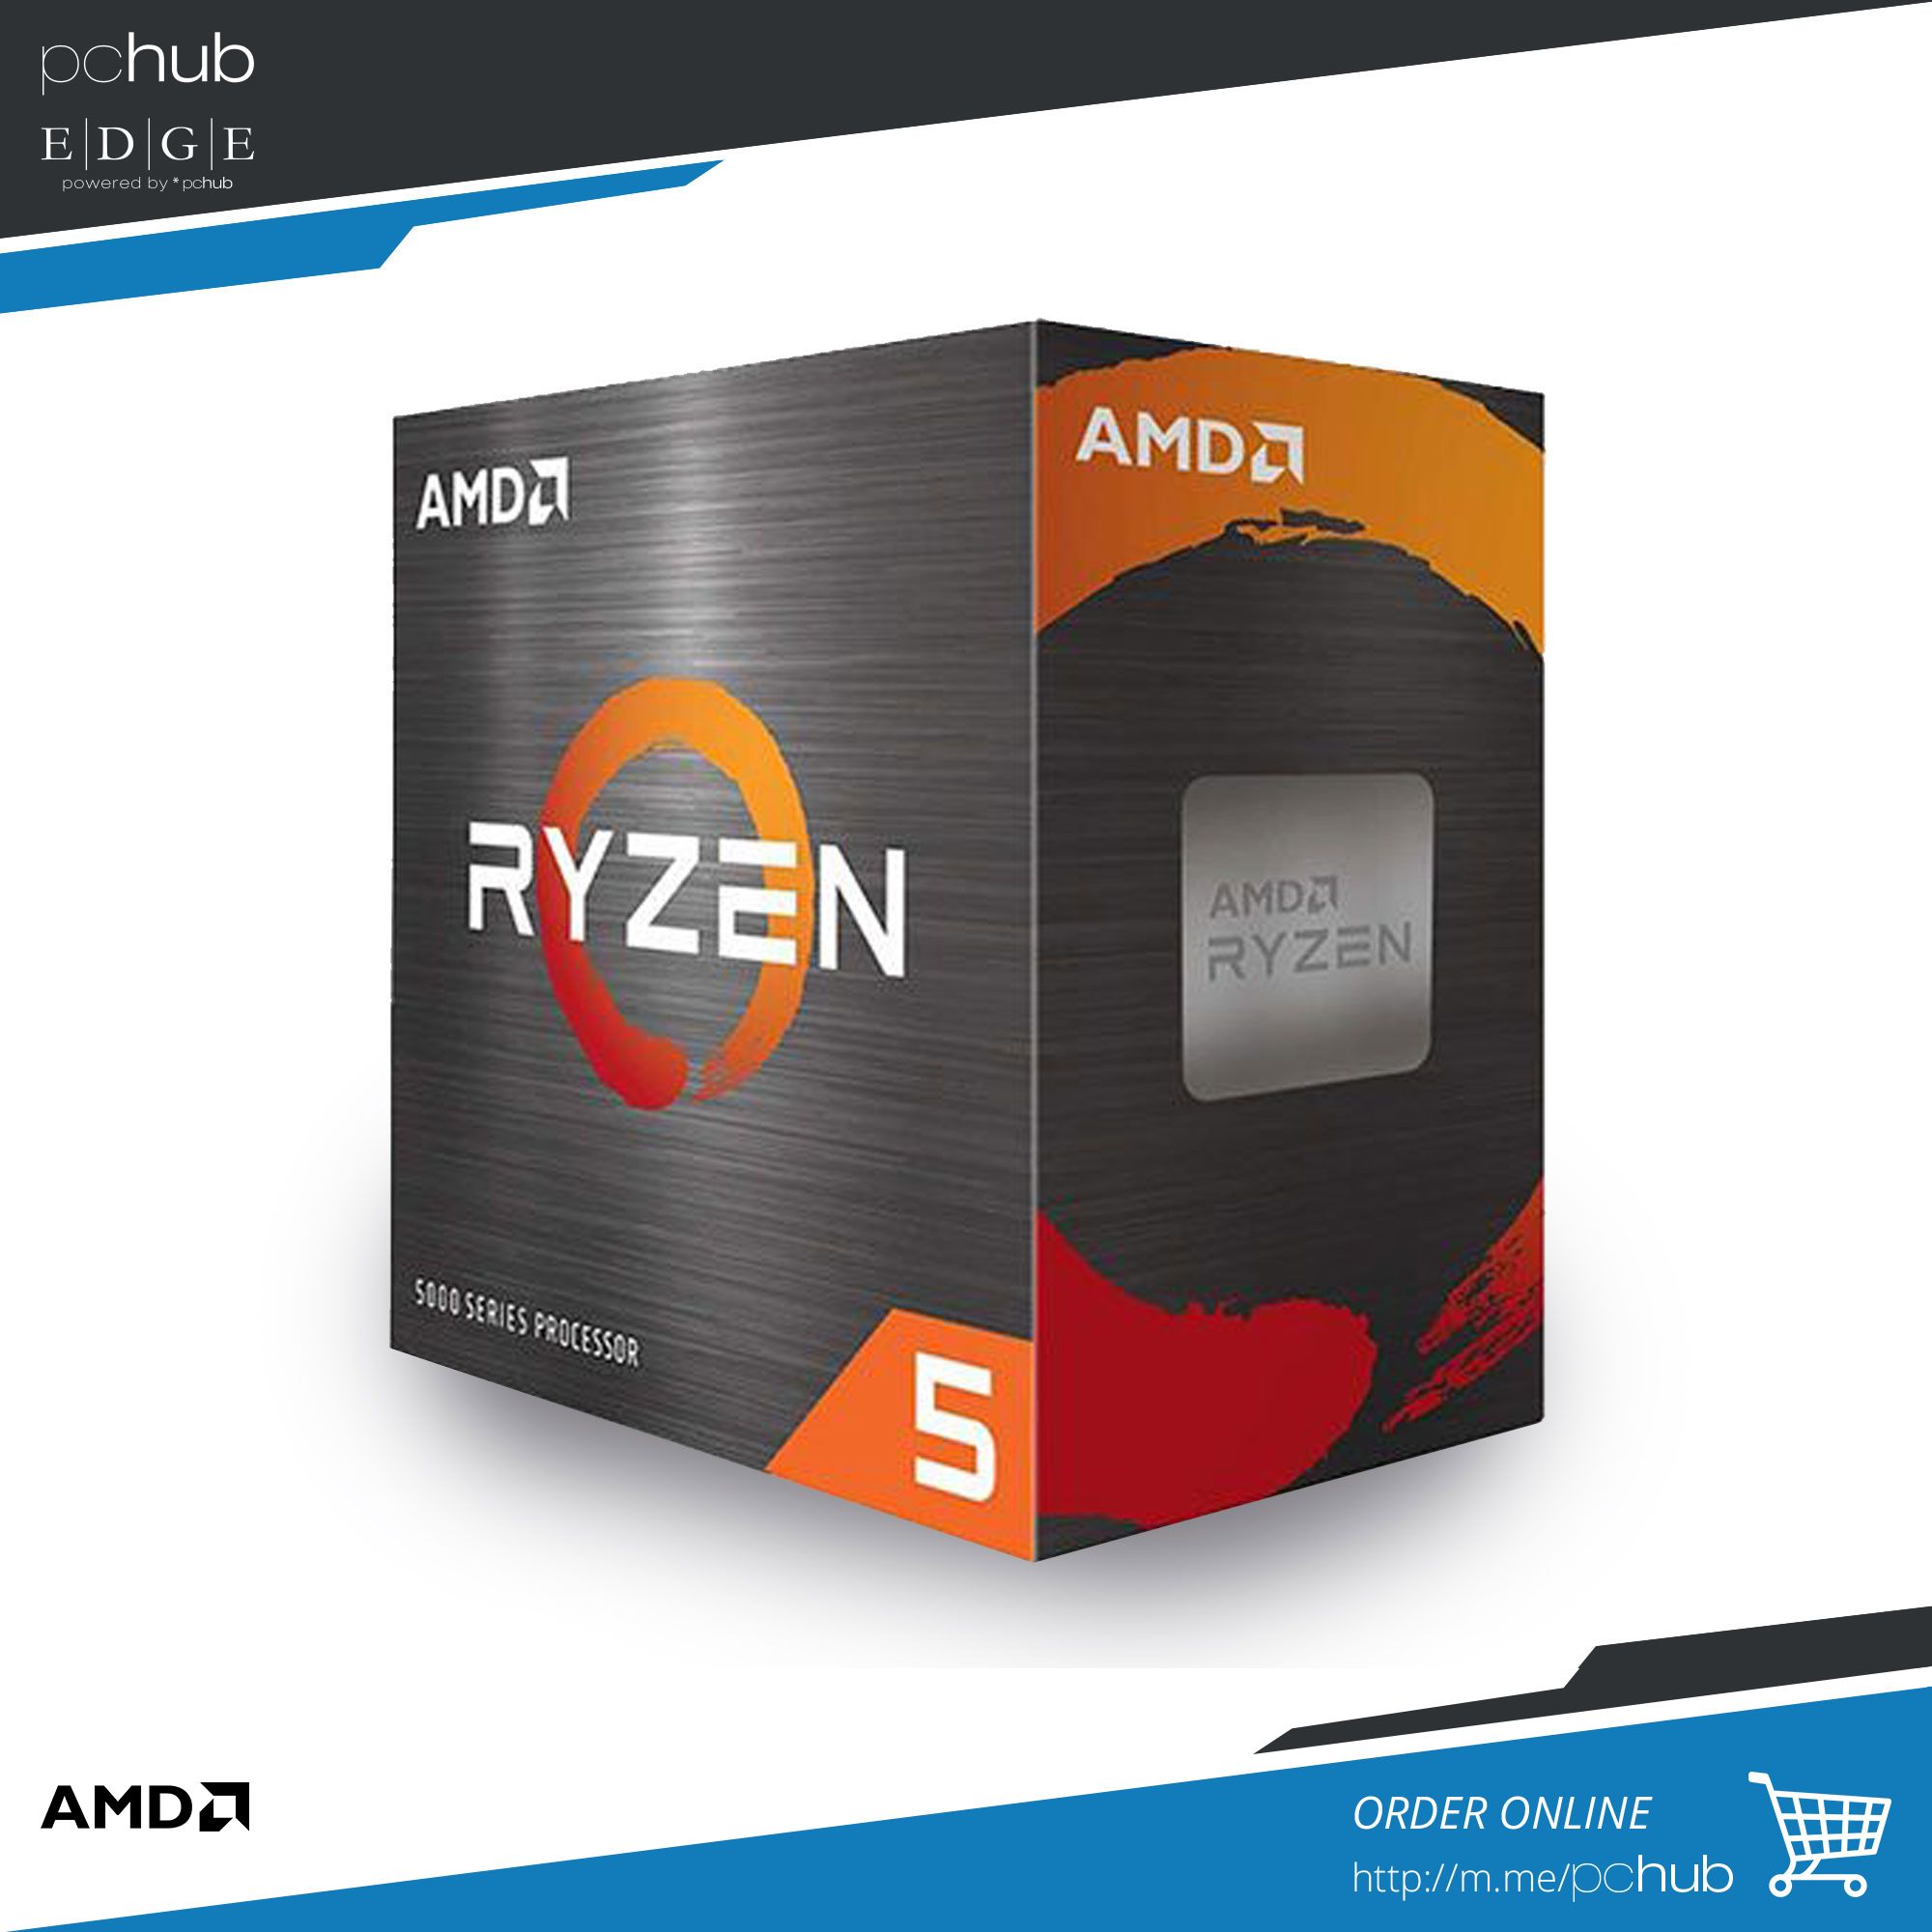 pchub
E|D|G|E
powered by *pchub
AMD
RYZEN
5000 SERIES PROCESSOR
5
AMD
AMD
RYZEN
AMD
ORDER ONLINE
http://m.me/pchub